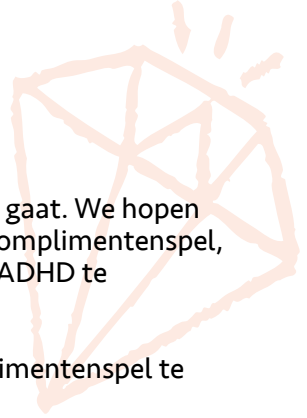 gaat. We hopen
omplimentenspel,
ADHD te
imentenspel te